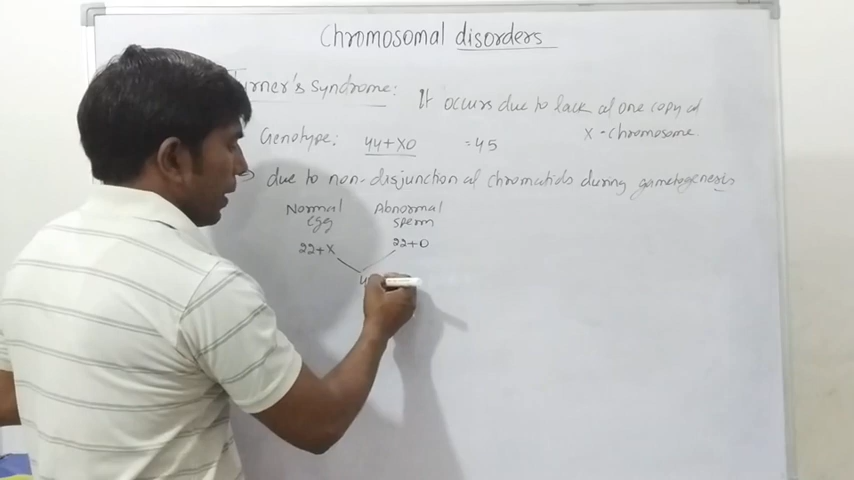 Chromosomal disorders
Turner's Syndrome: It occurs due to lack of one copy of
X-chromosome.
Genotype: 44+XO =45
due to non-disjunction of chromatids during gametogenesis
Normal egg
Abnormal sperm
22+X 22+O
4